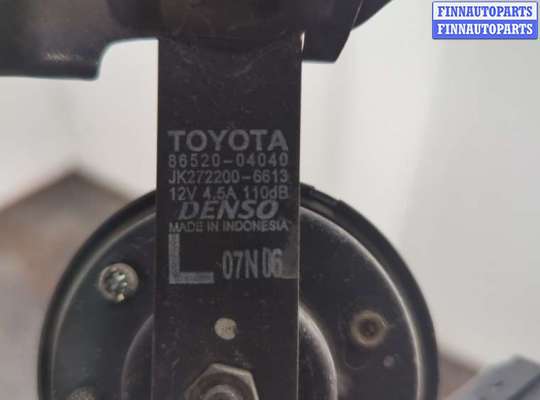 FINNAUTOPARTS
FINNAUTOPARTS
TOYOTA
86520-04040
JK272200-6613
12V 4,5A 110dB
DENSO
MADE IN INDONESIA
L 07N06